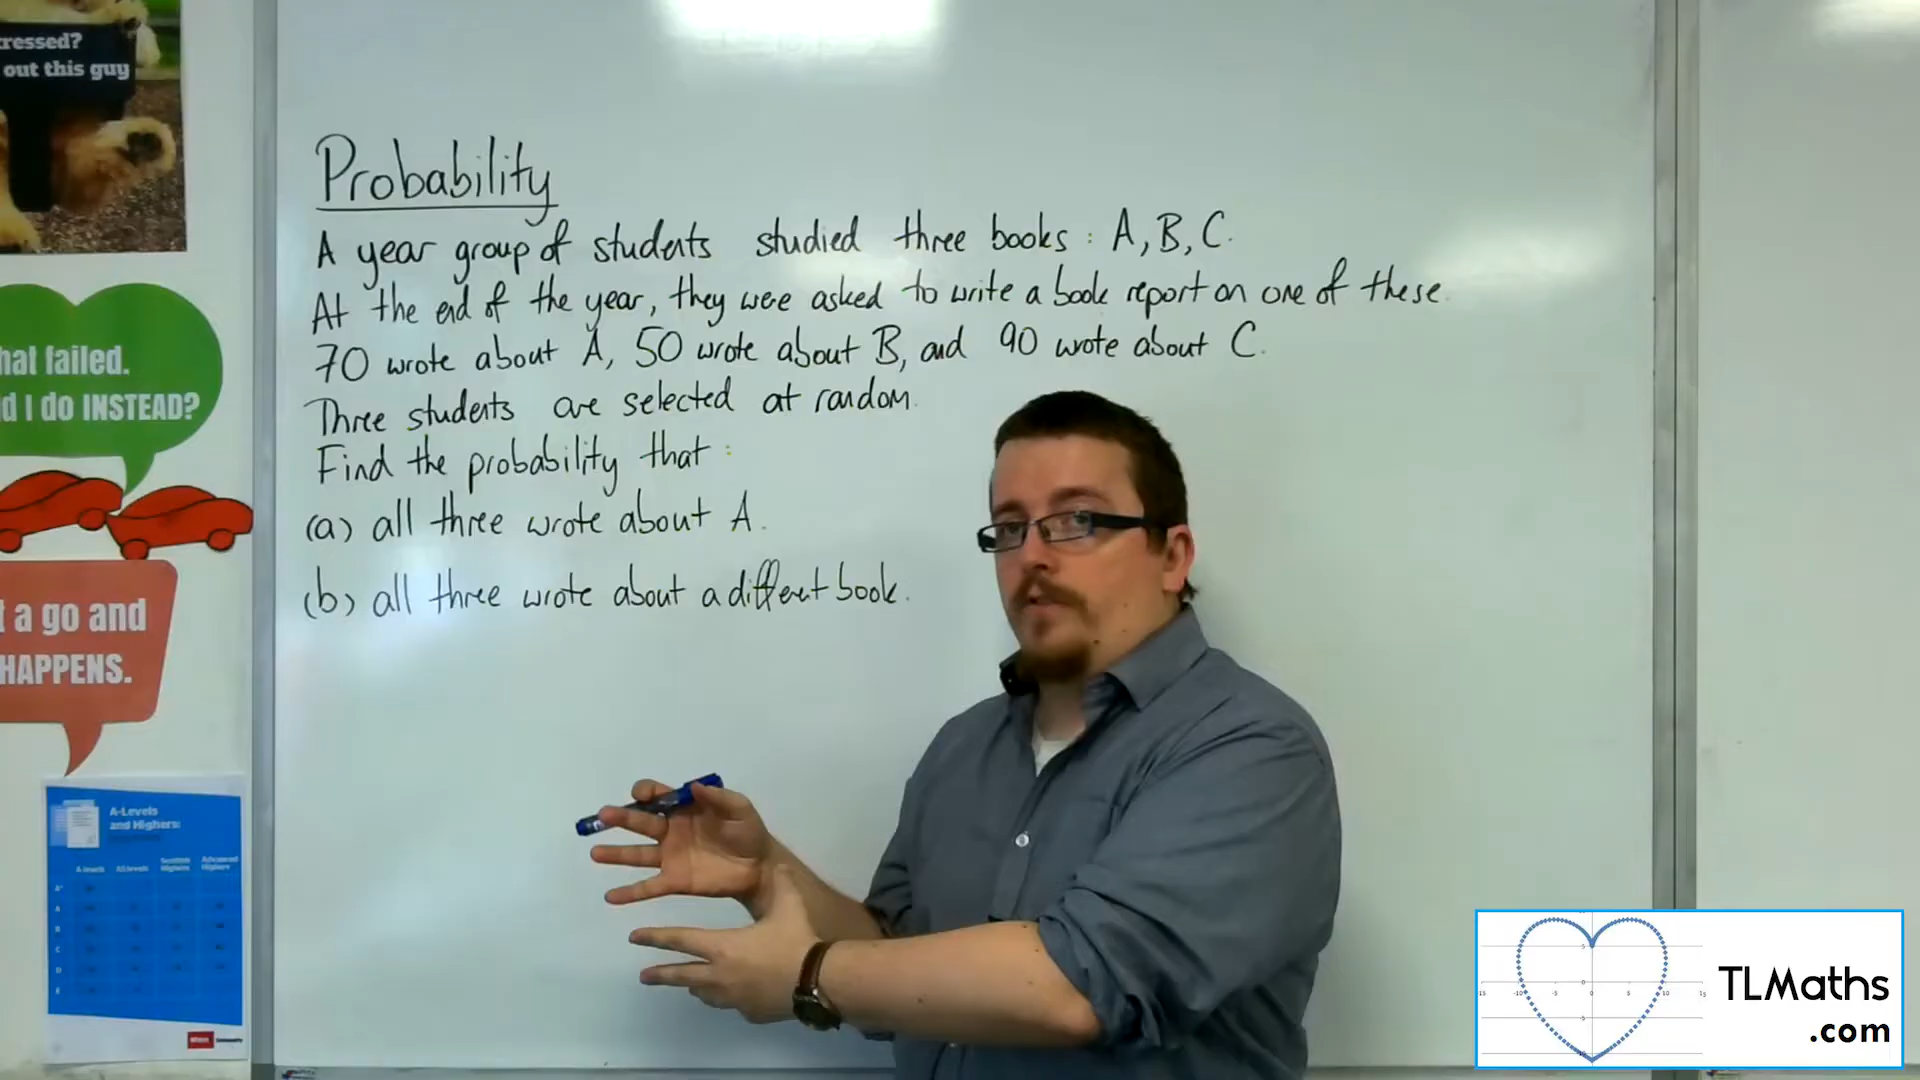 tressed?
out this guy
hat failed.
d I do INSTEAD?
t a go and
HAPPENS.
A-Levels
and Highers:
Probability
A year group of students studied three books : A, B, C.
At the end of the year, they were asked to write a book report on one of these.
70 wrote about A, 50 wrote about B, and 90 wrote about C.
Three students are selected at random.
Find the probability that :
(a) all three wrote about A.
(b) all three wrote about a different book.
TLMaths
.com